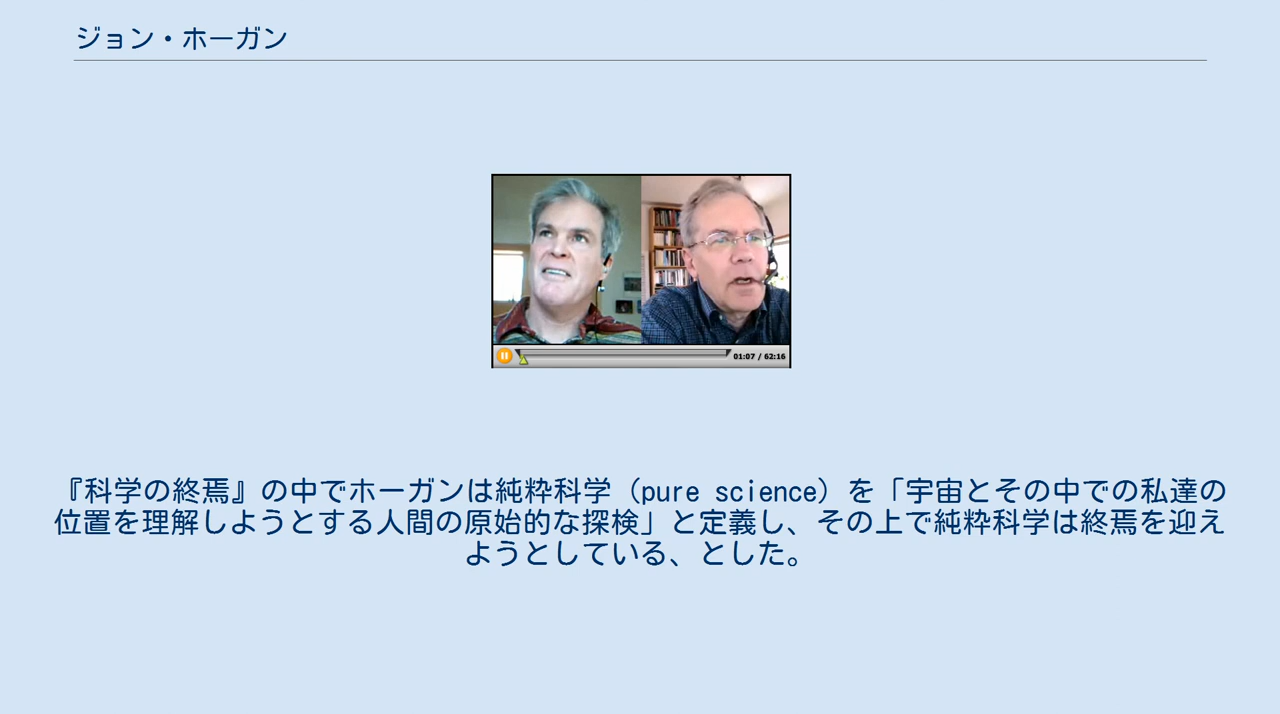 ジョン・ホーガン
01:07 / 62:16
『科学の終焉』の中でホーガンは純粋科学（pure science）を「宇宙とその中での私達の
位置を理解しようとする人間の原始的な探検」と定義し、その上で純粋科学は終焉を迎え
ようとしている、とした。